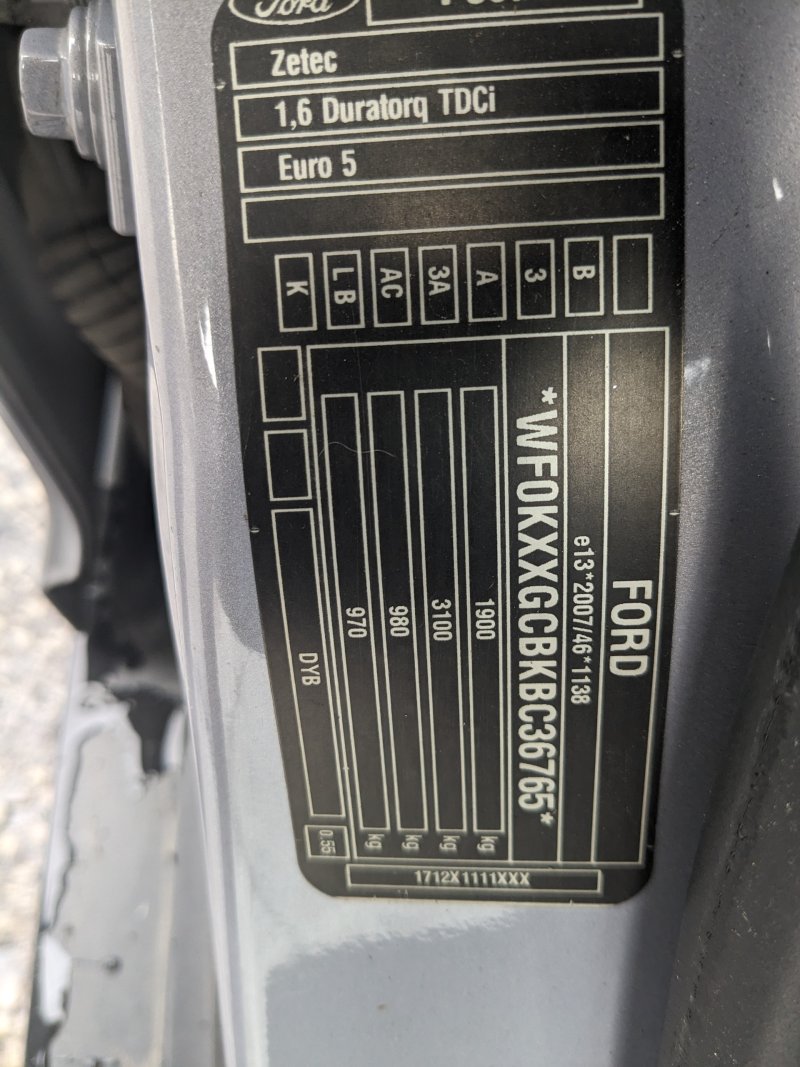 Ford
Zetec
1,6 Duratorq TDCi
Euro 5
B
3
A
3A
AC
LB
K
FORD
e13*2007/46*1138
*WF0KXXGCBKBC36765*
1900 kg
3100 kg
980 kg
970 kg
DYB 0.55
1712X1111XXX